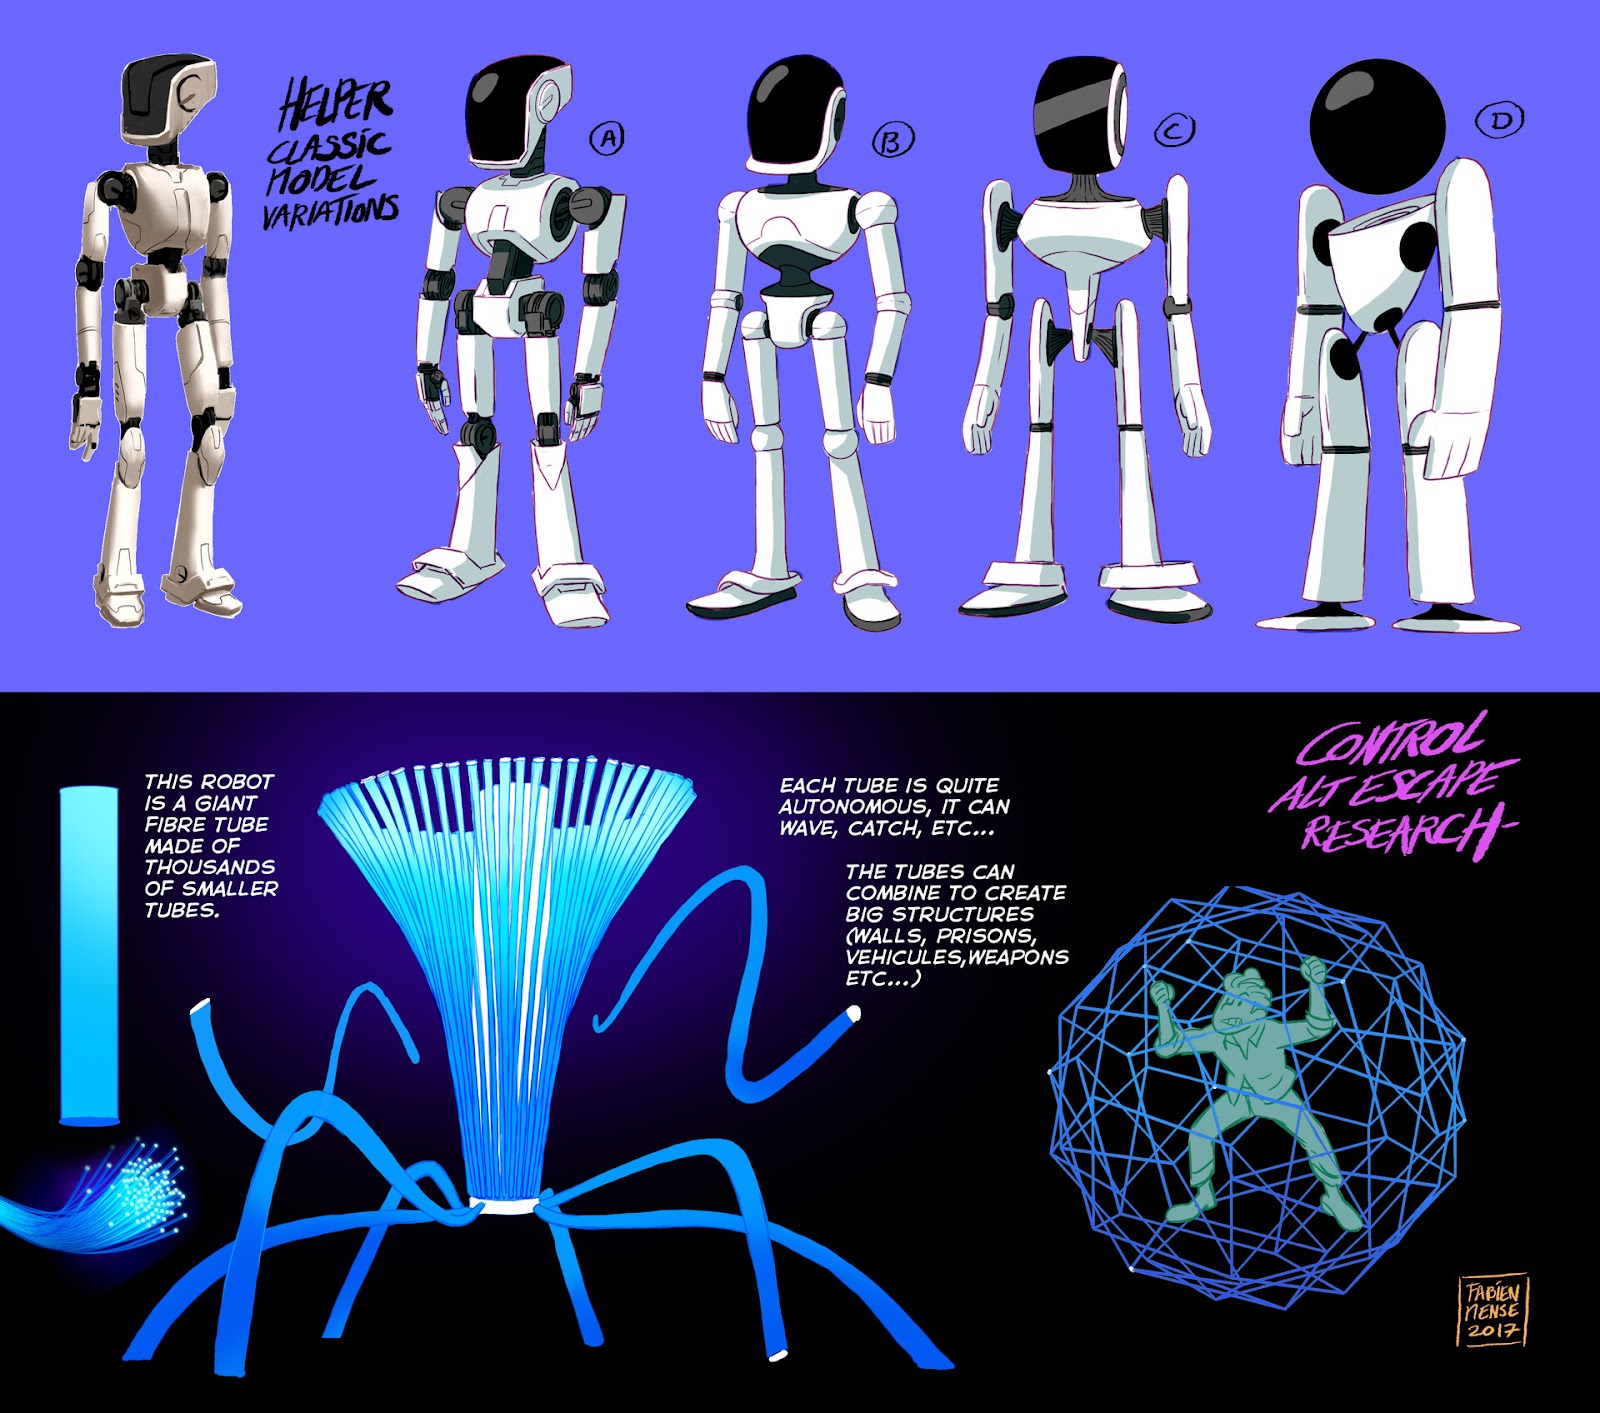 HELPER
CLASSIC
MODEL
VARIATIONS
A
B
C
D
THIS ROBOT
IS A GIANT
FIBRE TUBE
MADE OF
THOUSANDS
OF SMALLER
TUBES.
EACH TUBE IS QUITE
AUTONOMOUS, IT CAN
WAVE, CATCH, ETC...
THE TUBES CAN
COMBINE TO CREATE
BIG STRUCTURES
(WALLS, PRISONS,
VEHICULES,WEAPONS
ETC...)
CONTROL
ALT ESCAPE
RESEARCH-
FABIEN
MENSE
2017